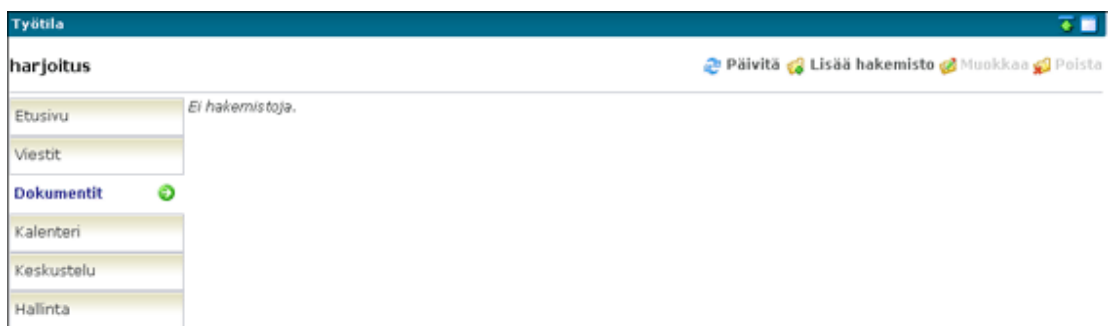 Työtila
harjoitus
Päivitä Lisää hakemisto Muokkaa Poista
Etusivu
Ei hakemistoja.
Viestit
Dokumentit
Kalenteri
Keskustelu
Hallinta